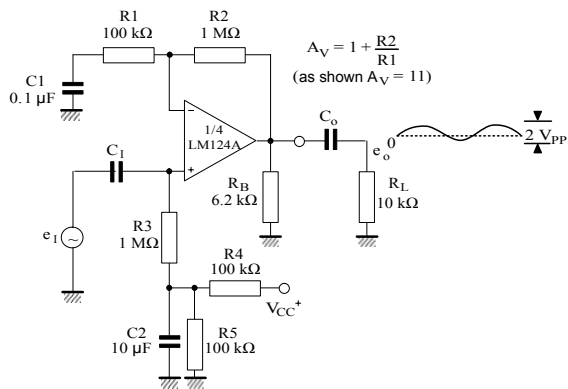 R1
100 kΩ
R2
1 MΩ
A_V = 1 + R2/R1
(as shown A_V = 11)
C1
0.1 µF
1/4
LM124A
−
+
C_I
C_o
e_o
0
2 V_PP
R_B
6.2 kΩ
R_L
10 kΩ
e_I
~
R3
1 MΩ
R4
100 kΩ
V_CC+
C2
10 µF
R5
100 kΩ